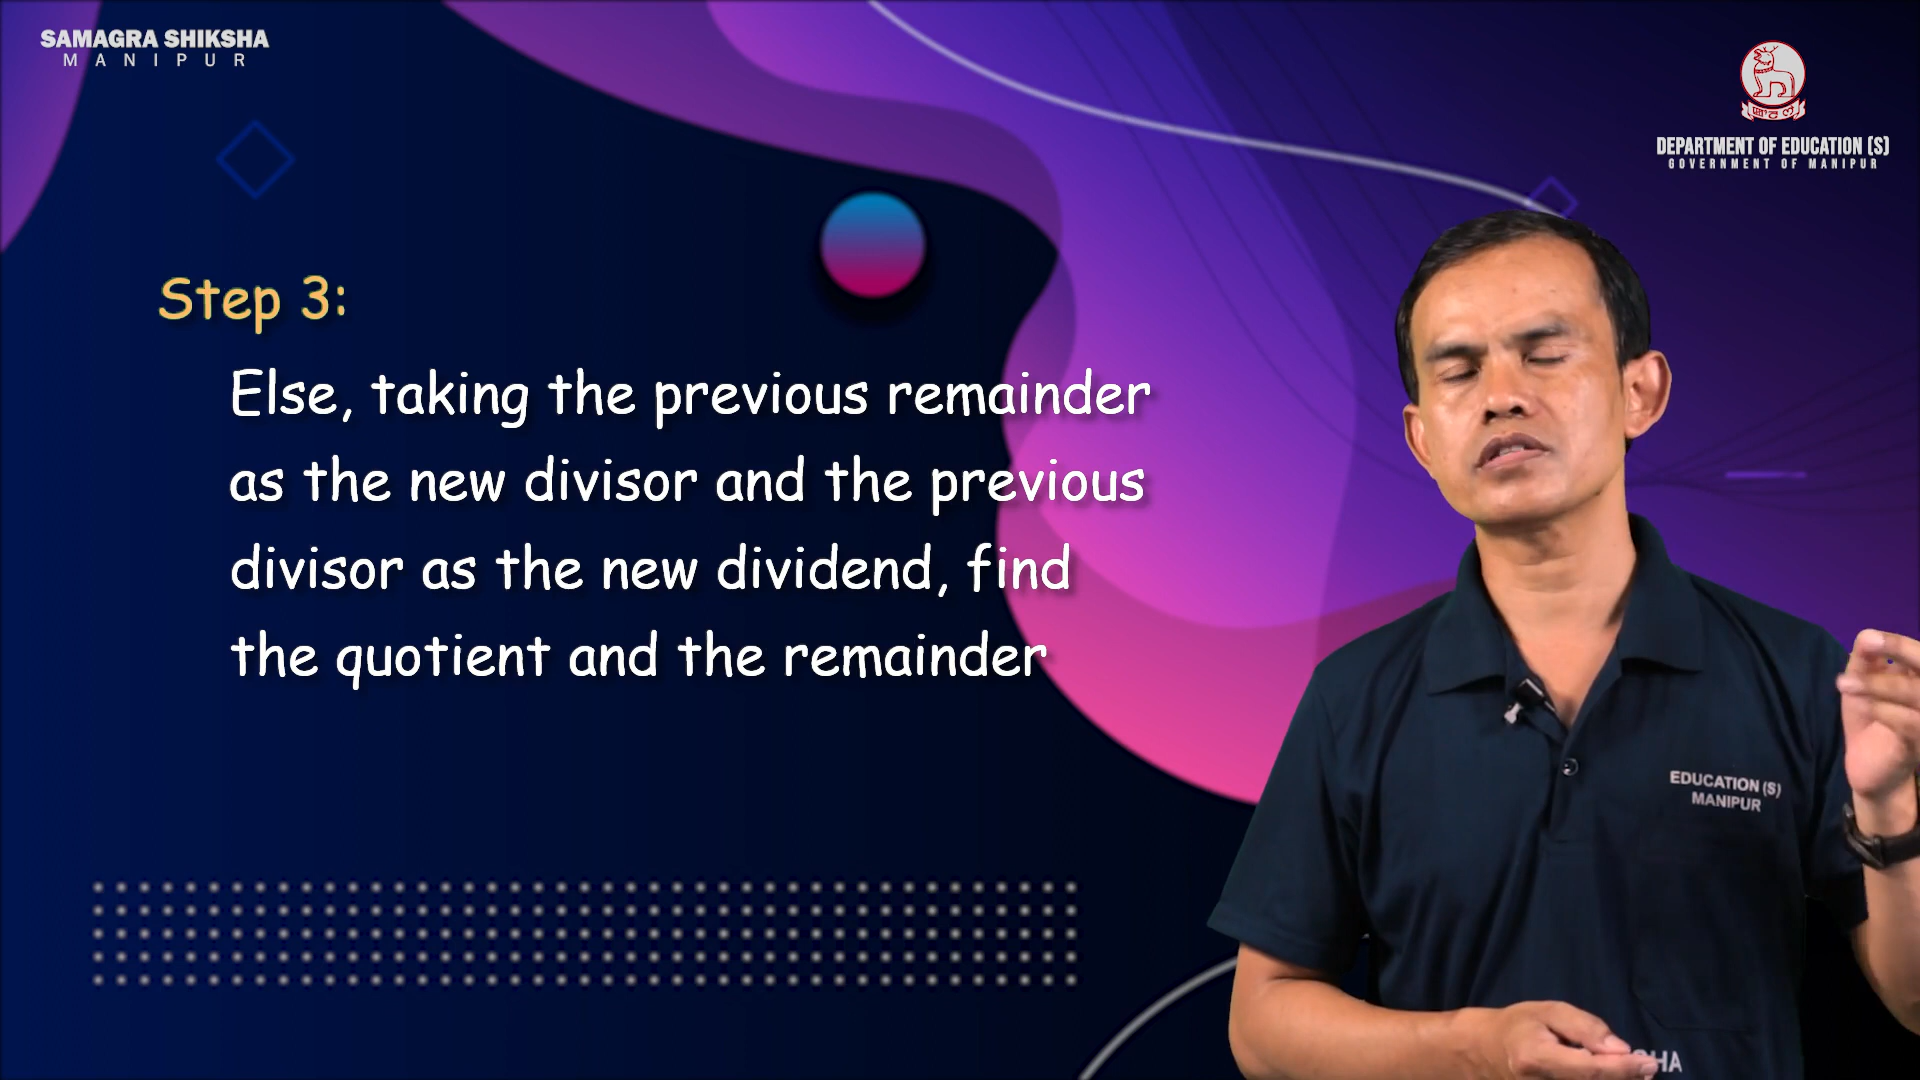 SAMAGRA SHIKSHA
MANIPUR
DEPARTMENT OF EDUCATION (S)
GOVERNMENT OF MANIPUR
Step 3:
Else, taking the previous remainder
as the new divisor and the previous
divisor as the new dividend, find
the quotient and the remainder
EDUCATION (S)
MANIPUR